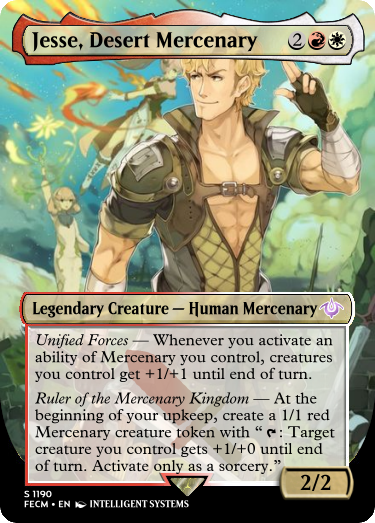 Jesse, Desert Mercenary 2
Legendary Creature — Human Mercenary
Unified Forces — Whenever you activate an
ability of Mercenary you control, creatures
you control get +1/+1 until end of turn.
Ruler of the Mercenary Kingdom — At the
beginning of your upkeep, create a 1/1 red
Mercenary creature token with “ : Target
creature you control gets +1/+0 until end
of turn. Activate only as a sorcery.”
2/2
S 1190
FECM • EN INTELLIGENT SYSTEMS